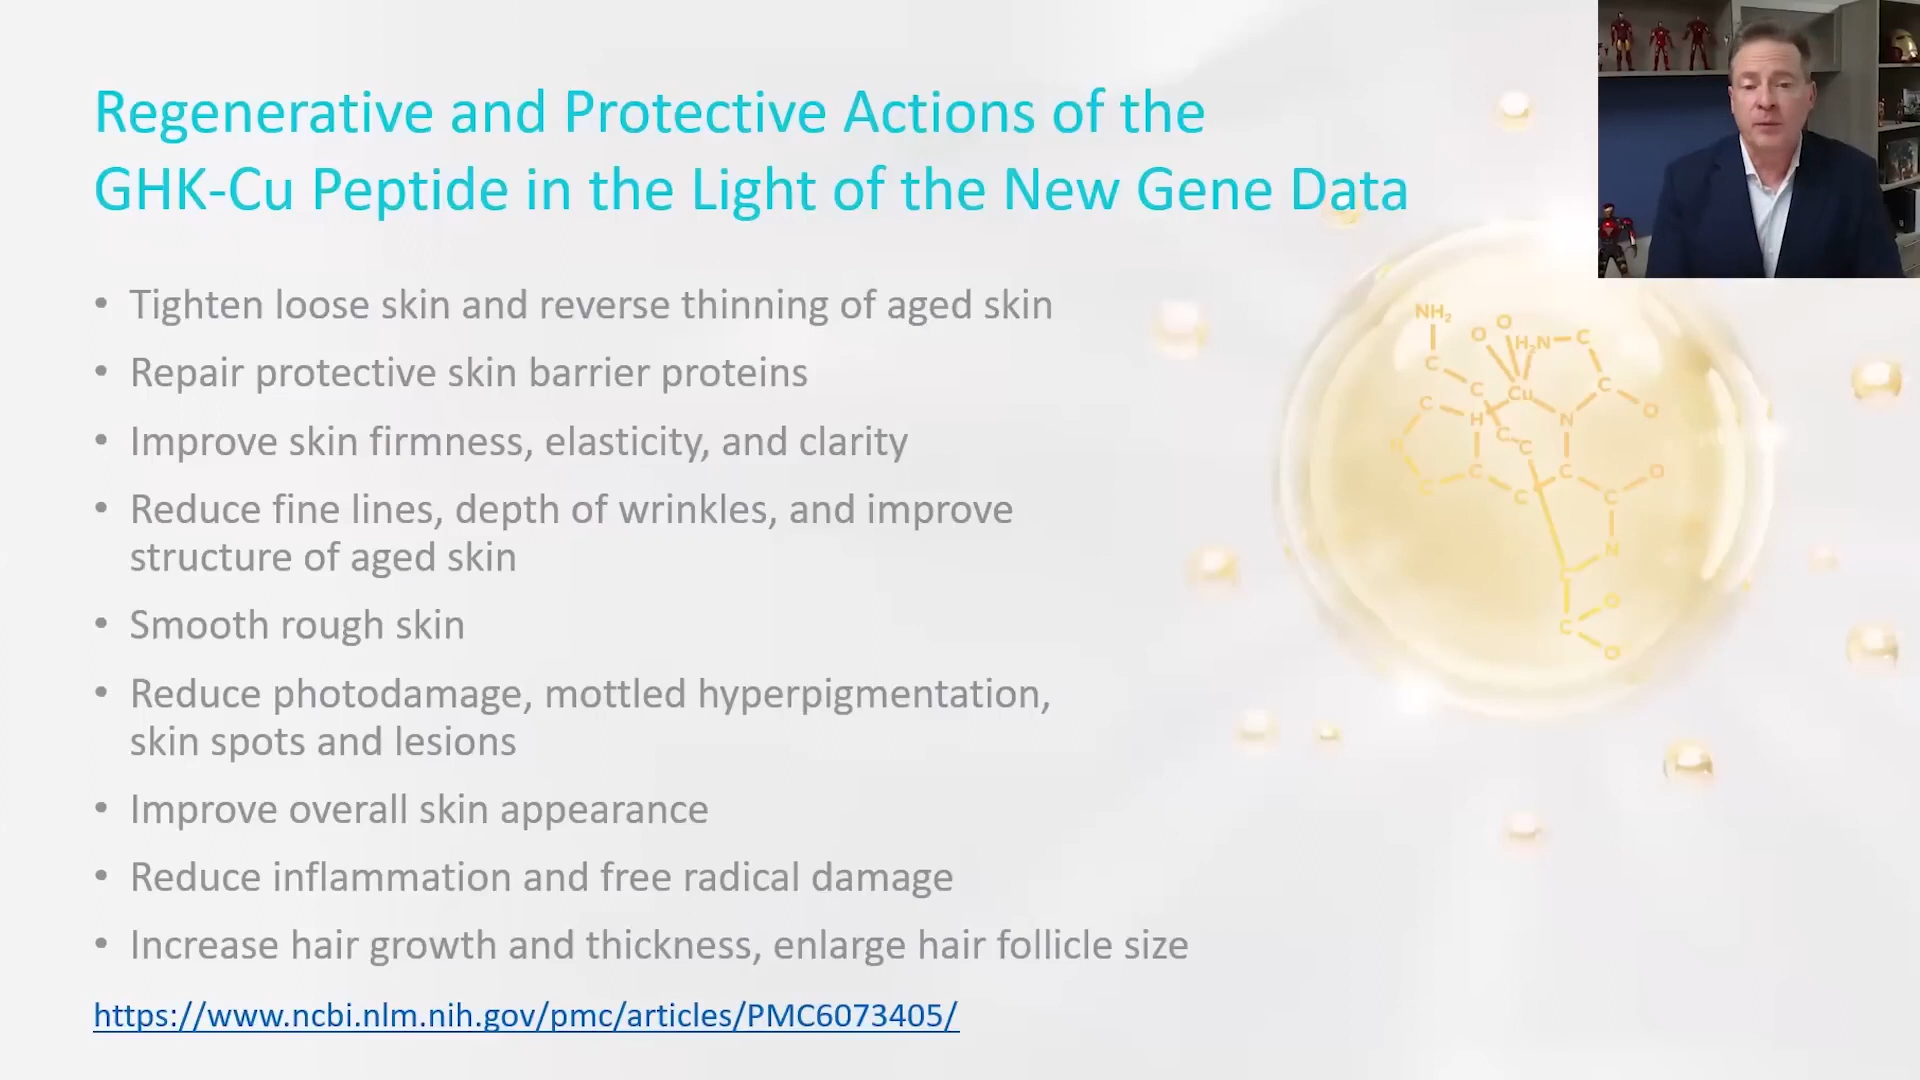 Regenerative and Protective Actions of the
GHK-Cu Peptide in the Light of the New Gene Data
• Tighten loose skin and reverse thinning of aged skin
• Repair protective skin barrier proteins
• Improve skin firmness, elasticity, and clarity
• Reduce fine lines, depth of wrinkles, and improve
structure of aged skin
• Smooth rough skin
• Reduce photodamage, mottled hyperpigmentation,
skin spots and lesions
• Improve overall skin appearance
• Reduce inflammation and free radical damage
• Increase hair growth and thickness, enlarge hair follicle size
https://www.ncbi.nlm.nih.gov/pmc/articles/PMC6073405/
NH₂
O
O
H₂N
C
C
C
Cu
C
O
C
H
N
C
C
H
C
C
C
O
C
C
C
N
C
O
C
O